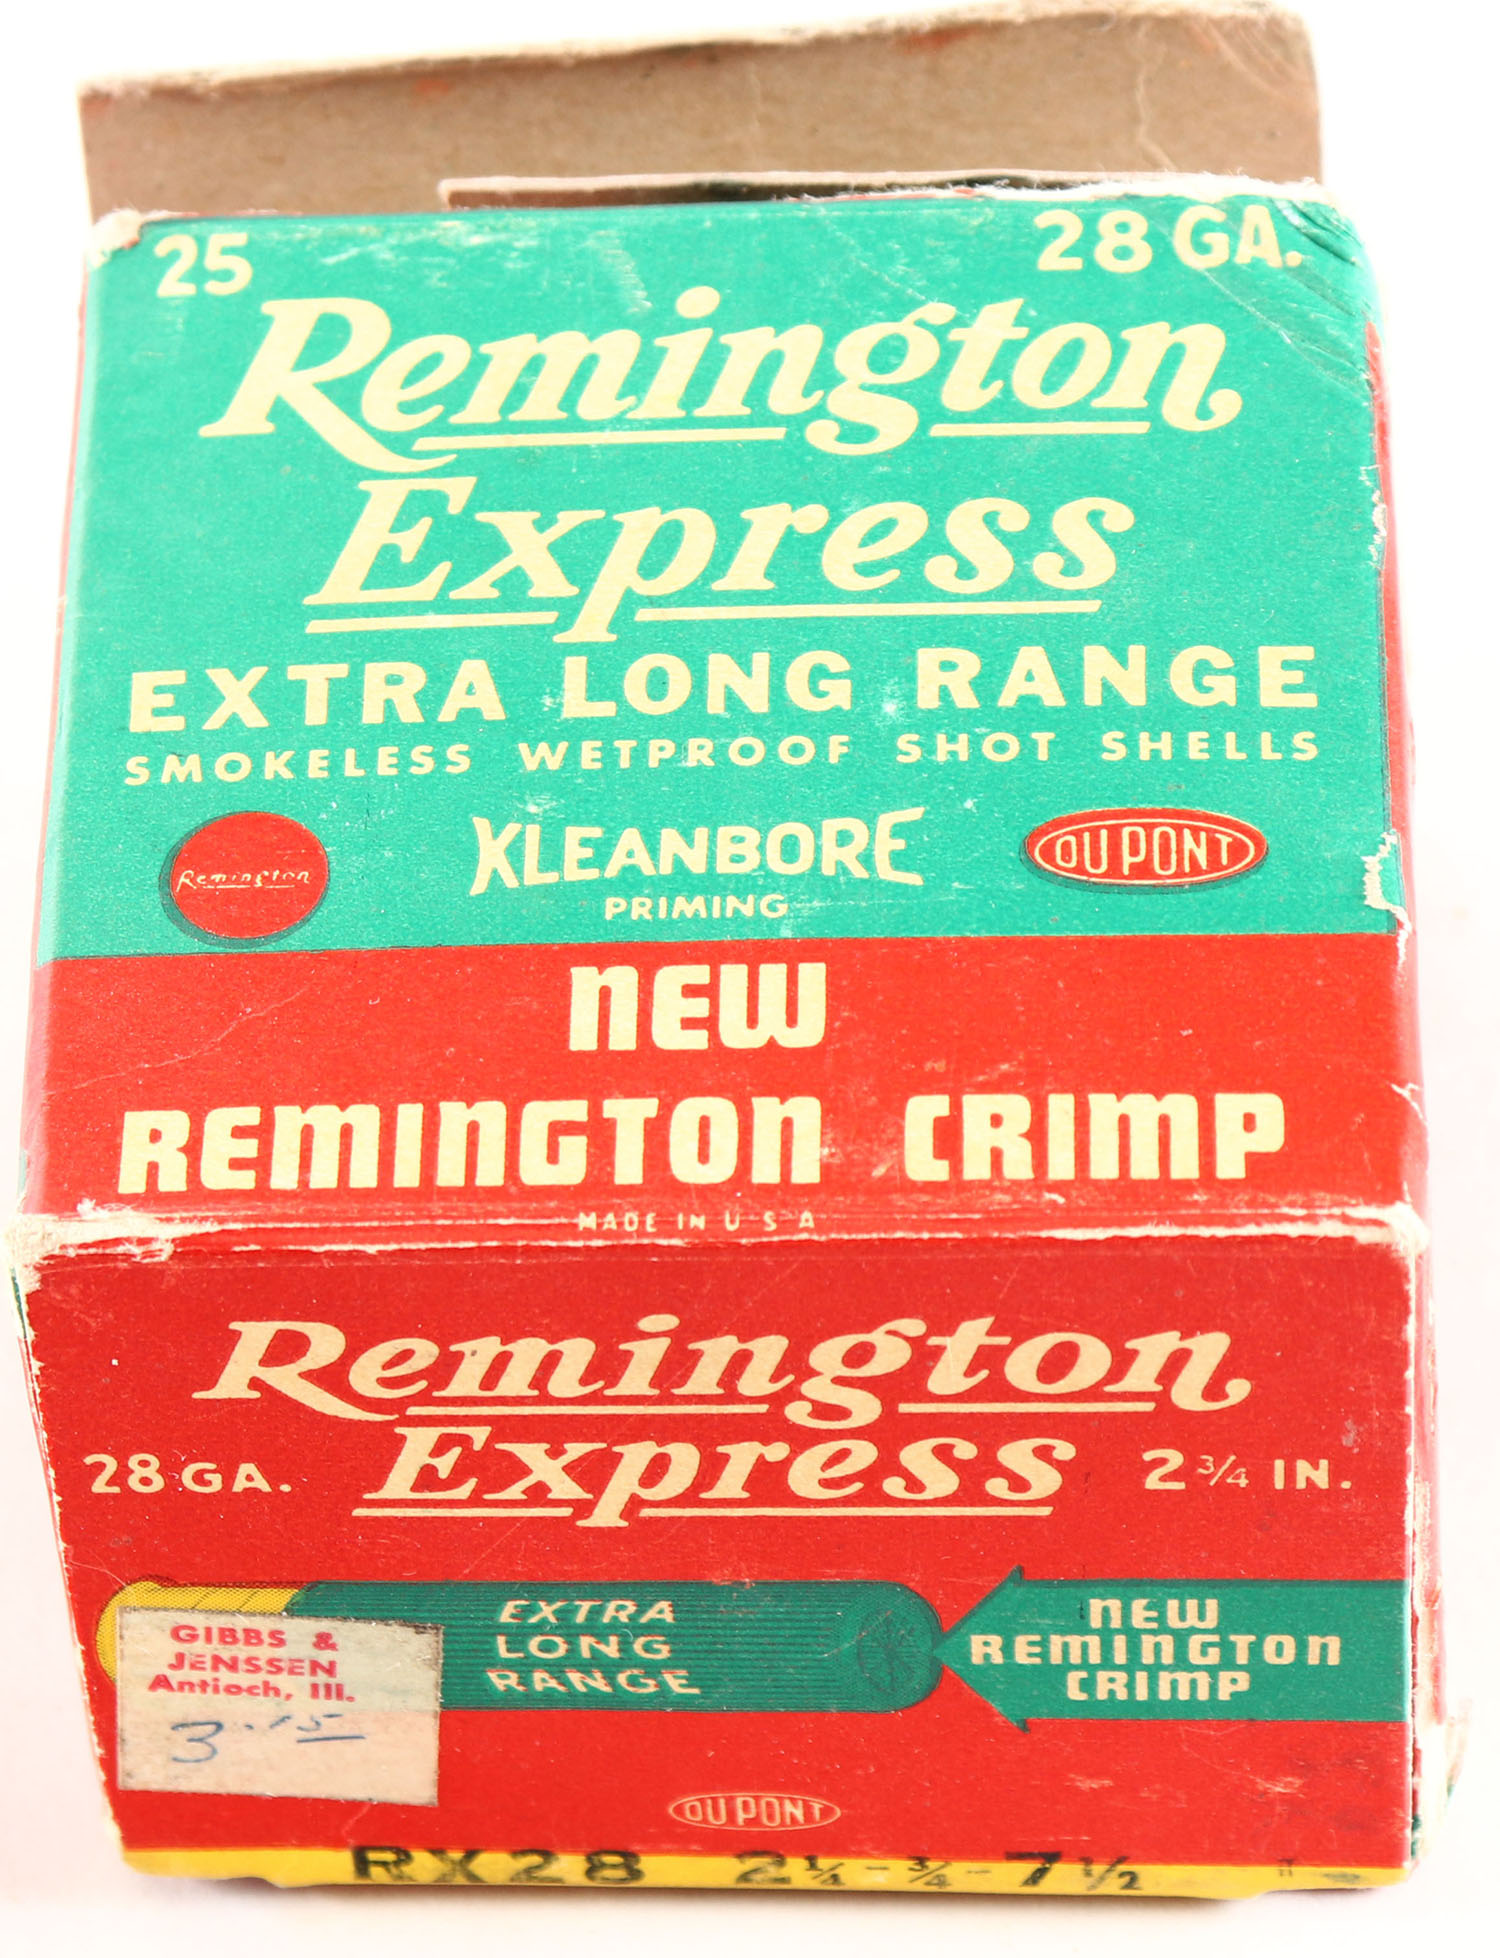 25 28 GA.
Remington
Express
EXTRA LONG RANGE
SMOKELESS WETPROOF SHOT SHELLS
Remington KLEANBORE DU PONT
PRIMING
NEW
REMINGTON CRIMP
MADE IN U S A
Remington
28 GA. Express 2 3/4 IN.
EXTRA
LONG
RANGE
NEW
REMINGTON
CRIMP
GIBBS &
JENSSEN
Antioch, Ill.
3.15
DU PONT
RX28 2 1/4 - 3/4 - 7 1/2